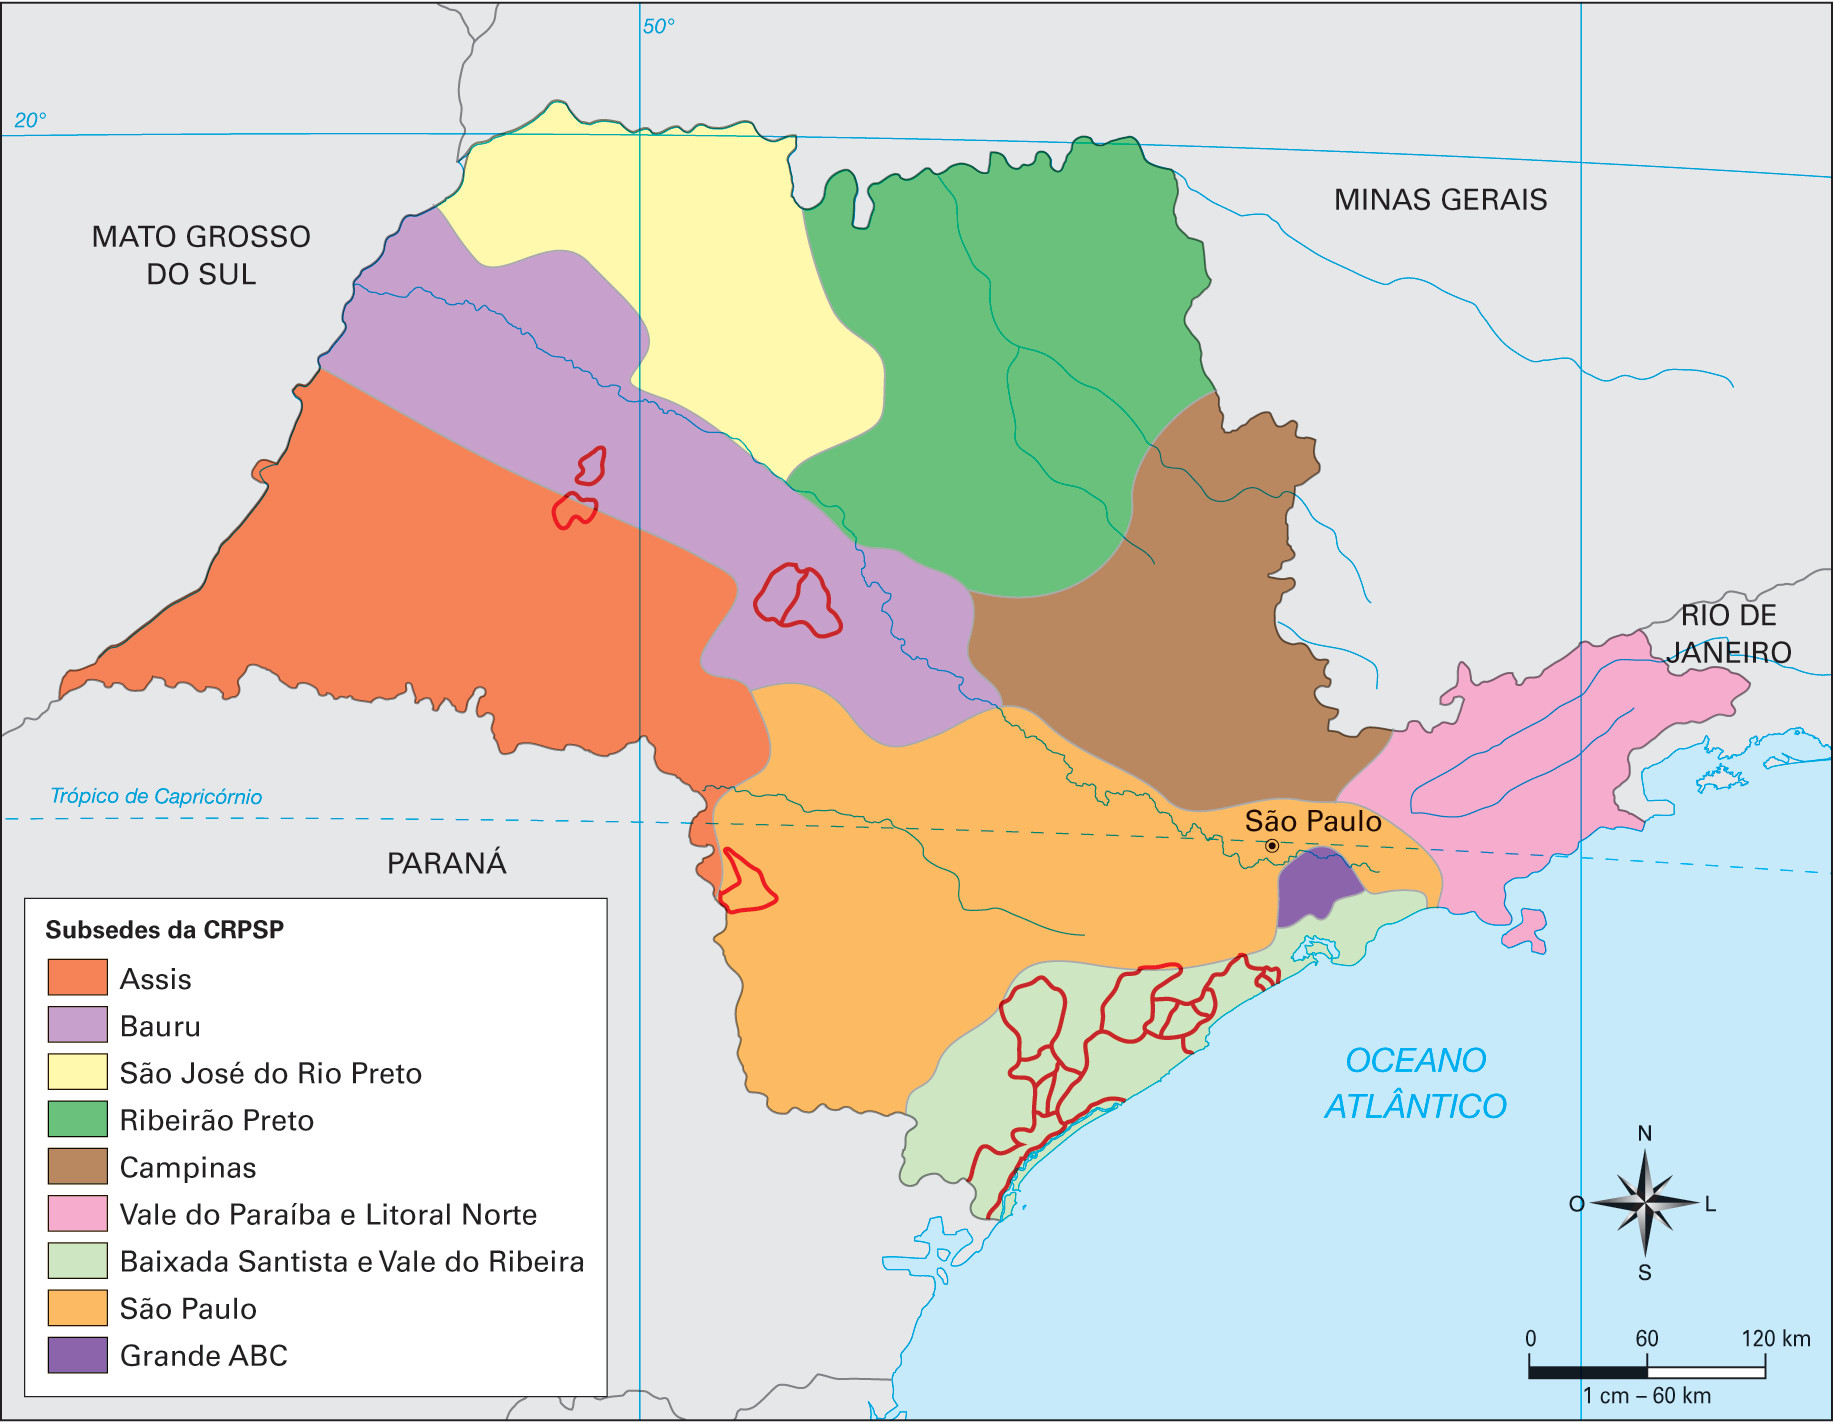 50°
20°
MINAS GERAIS
MATO GROSSO
DO SUL
RIO DE
JANEIRO
Trópico de Capricórnio
São Paulo
PARANÁ
Subsedes da CRPSP
Assis
Bauru
São José do Rio Preto
Ribeirão Preto
Campinas
Vale do Paraíba e Litoral Norte
Baixada Santista e Vale do Ribeira
São Paulo
Grande ABC
OCEANO
ATLÂNTICO
N
O
L
S
0 60 120 km
1 cm – 60 km